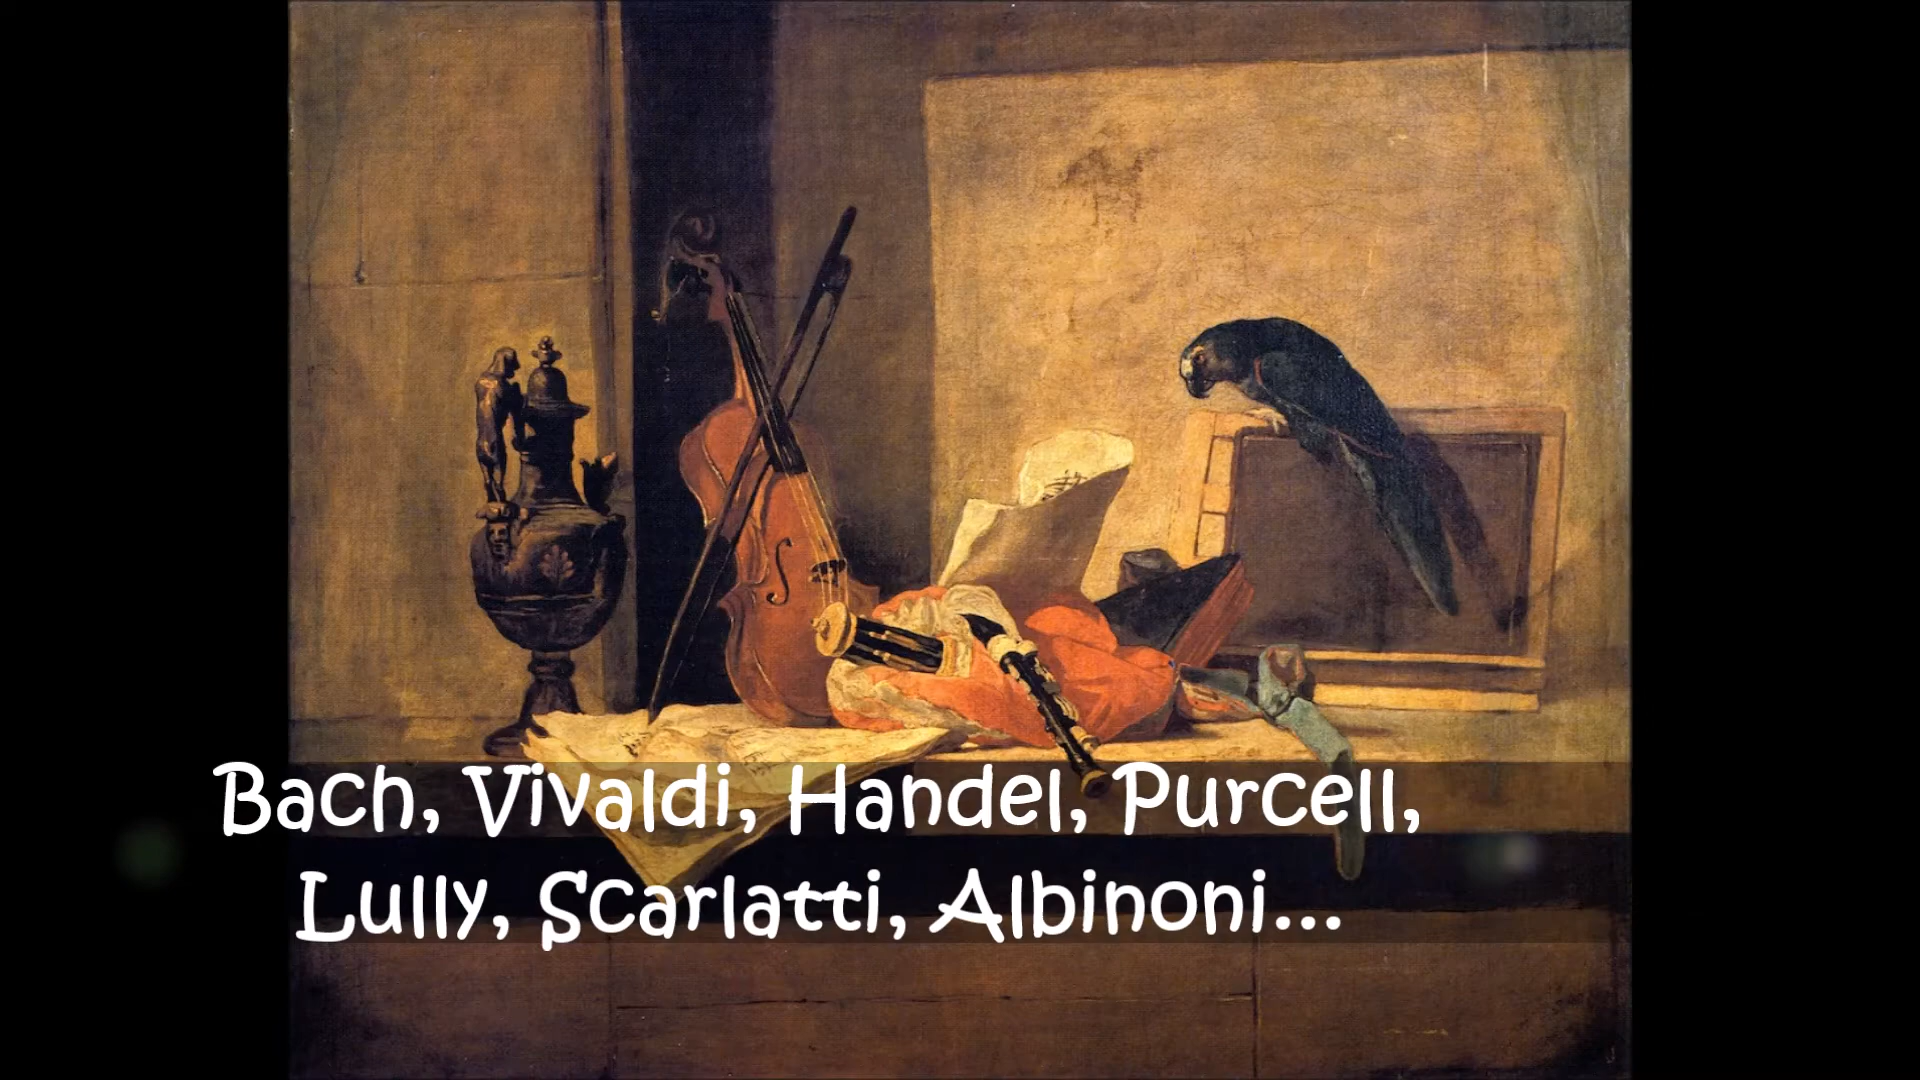 Bach, Vivaldi, Handel, Purcell,
Lully, Scarlatti, Albinoni...